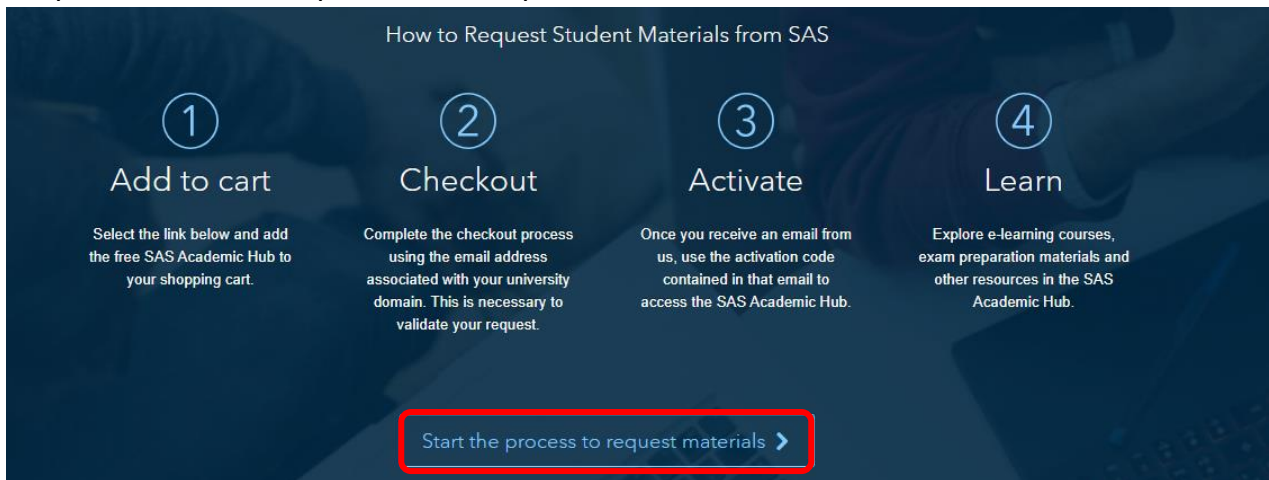 How to Request Student Materials from SAS
1
Add to cart
Select the link below and add
the free SAS Academic Hub to
your shopping cart.
2
Checkout
Complete the checkout process
using the email address
associated with your university
domain. This is necessary to
validate your request.
3
Activate
Once you receive an email from
us, use the activation code
contained in that email to
access the SAS Academic Hub.
4
Learn
Explore e-learning courses,
exam preparation materials and
other resources in the SAS
Academic Hub.
Start the process to request materials